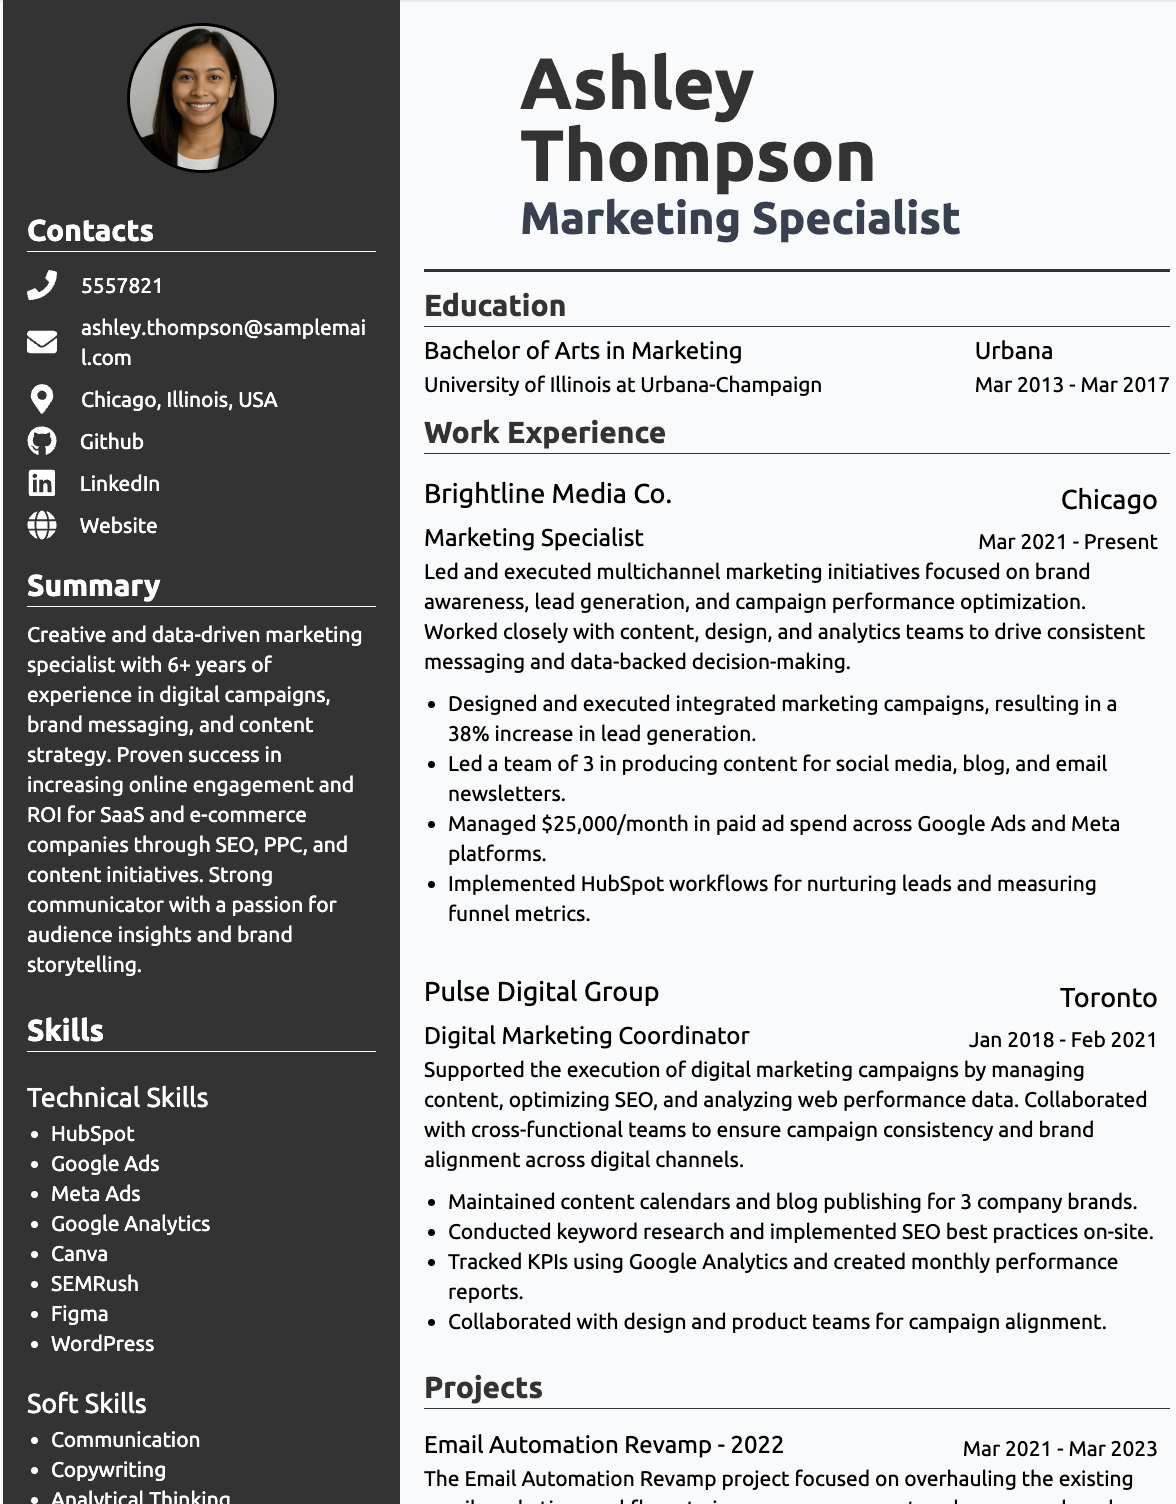 Contacts
5557821
ashley.thompson@samplemai
l.com
Chicago, Illinois, USA
Github
LinkedIn
Website
Summary
Creative and data-driven marketing
specialist with 6+ years of
experience in digital campaigns,
brand messaging, and content
strategy. Proven success in
increasing online engagement and
ROI for SaaS and e-commerce
companies through SEO, PPC, and
content initiatives. Strong
communicator with a passion for
audience insights and brand
storytelling.
Skills
Technical Skills
• HubSpot
• Google Ads
• Meta Ads
• Google Analytics
• Canva
• SEMRush
• Figma
• WordPress
Soft Skills
• Communication
• Copywriting
• Analytical Thinking
Ashley
Thompson
Marketing Specialist
Education
Bachelor of Arts in Marketing Urbana
University of Illinois at Urbana-Champaign Mar 2013 - Mar 2017
Work Experience
Brightline Media Co. Chicago
Marketing Specialist Mar 2021 - Present
Led and executed multichannel marketing initiatives focused on brand
awareness, lead generation, and campaign performance optimization.
Worked closely with content, design, and analytics teams to drive consistent
messaging and data-backed decision-making.
• Designed and executed integrated marketing campaigns, resulting in a
38% increase in lead generation.
• Led a team of 3 in producing content for social media, blog, and email
newsletters.
• Managed $25,000/month in paid ad spend across Google Ads and Meta
platforms.
• Implemented HubSpot workflows for nurturing leads and measuring
funnel metrics.
Pulse Digital Group Toronto
Digital Marketing Coordinator Jan 2018 - Feb 2021
Supported the execution of digital marketing campaigns by managing
content, optimizing SEO, and analyzing web performance data. Collaborated
with cross-functional teams to ensure campaign consistency and brand
alignment across digital channels.
• Maintained content calendars and blog publishing for 3 company brands.
• Conducted keyword research and implemented SEO best practices on-site.
• Tracked KPIs using Google Analytics and created monthly performance
reports.
• Collaborated with design and product teams for campaign alignment.
Projects
Email Automation Revamp - 2022 Mar 2021 - Mar 2023
The Email Automation Revamp project focused on overhauling the existing